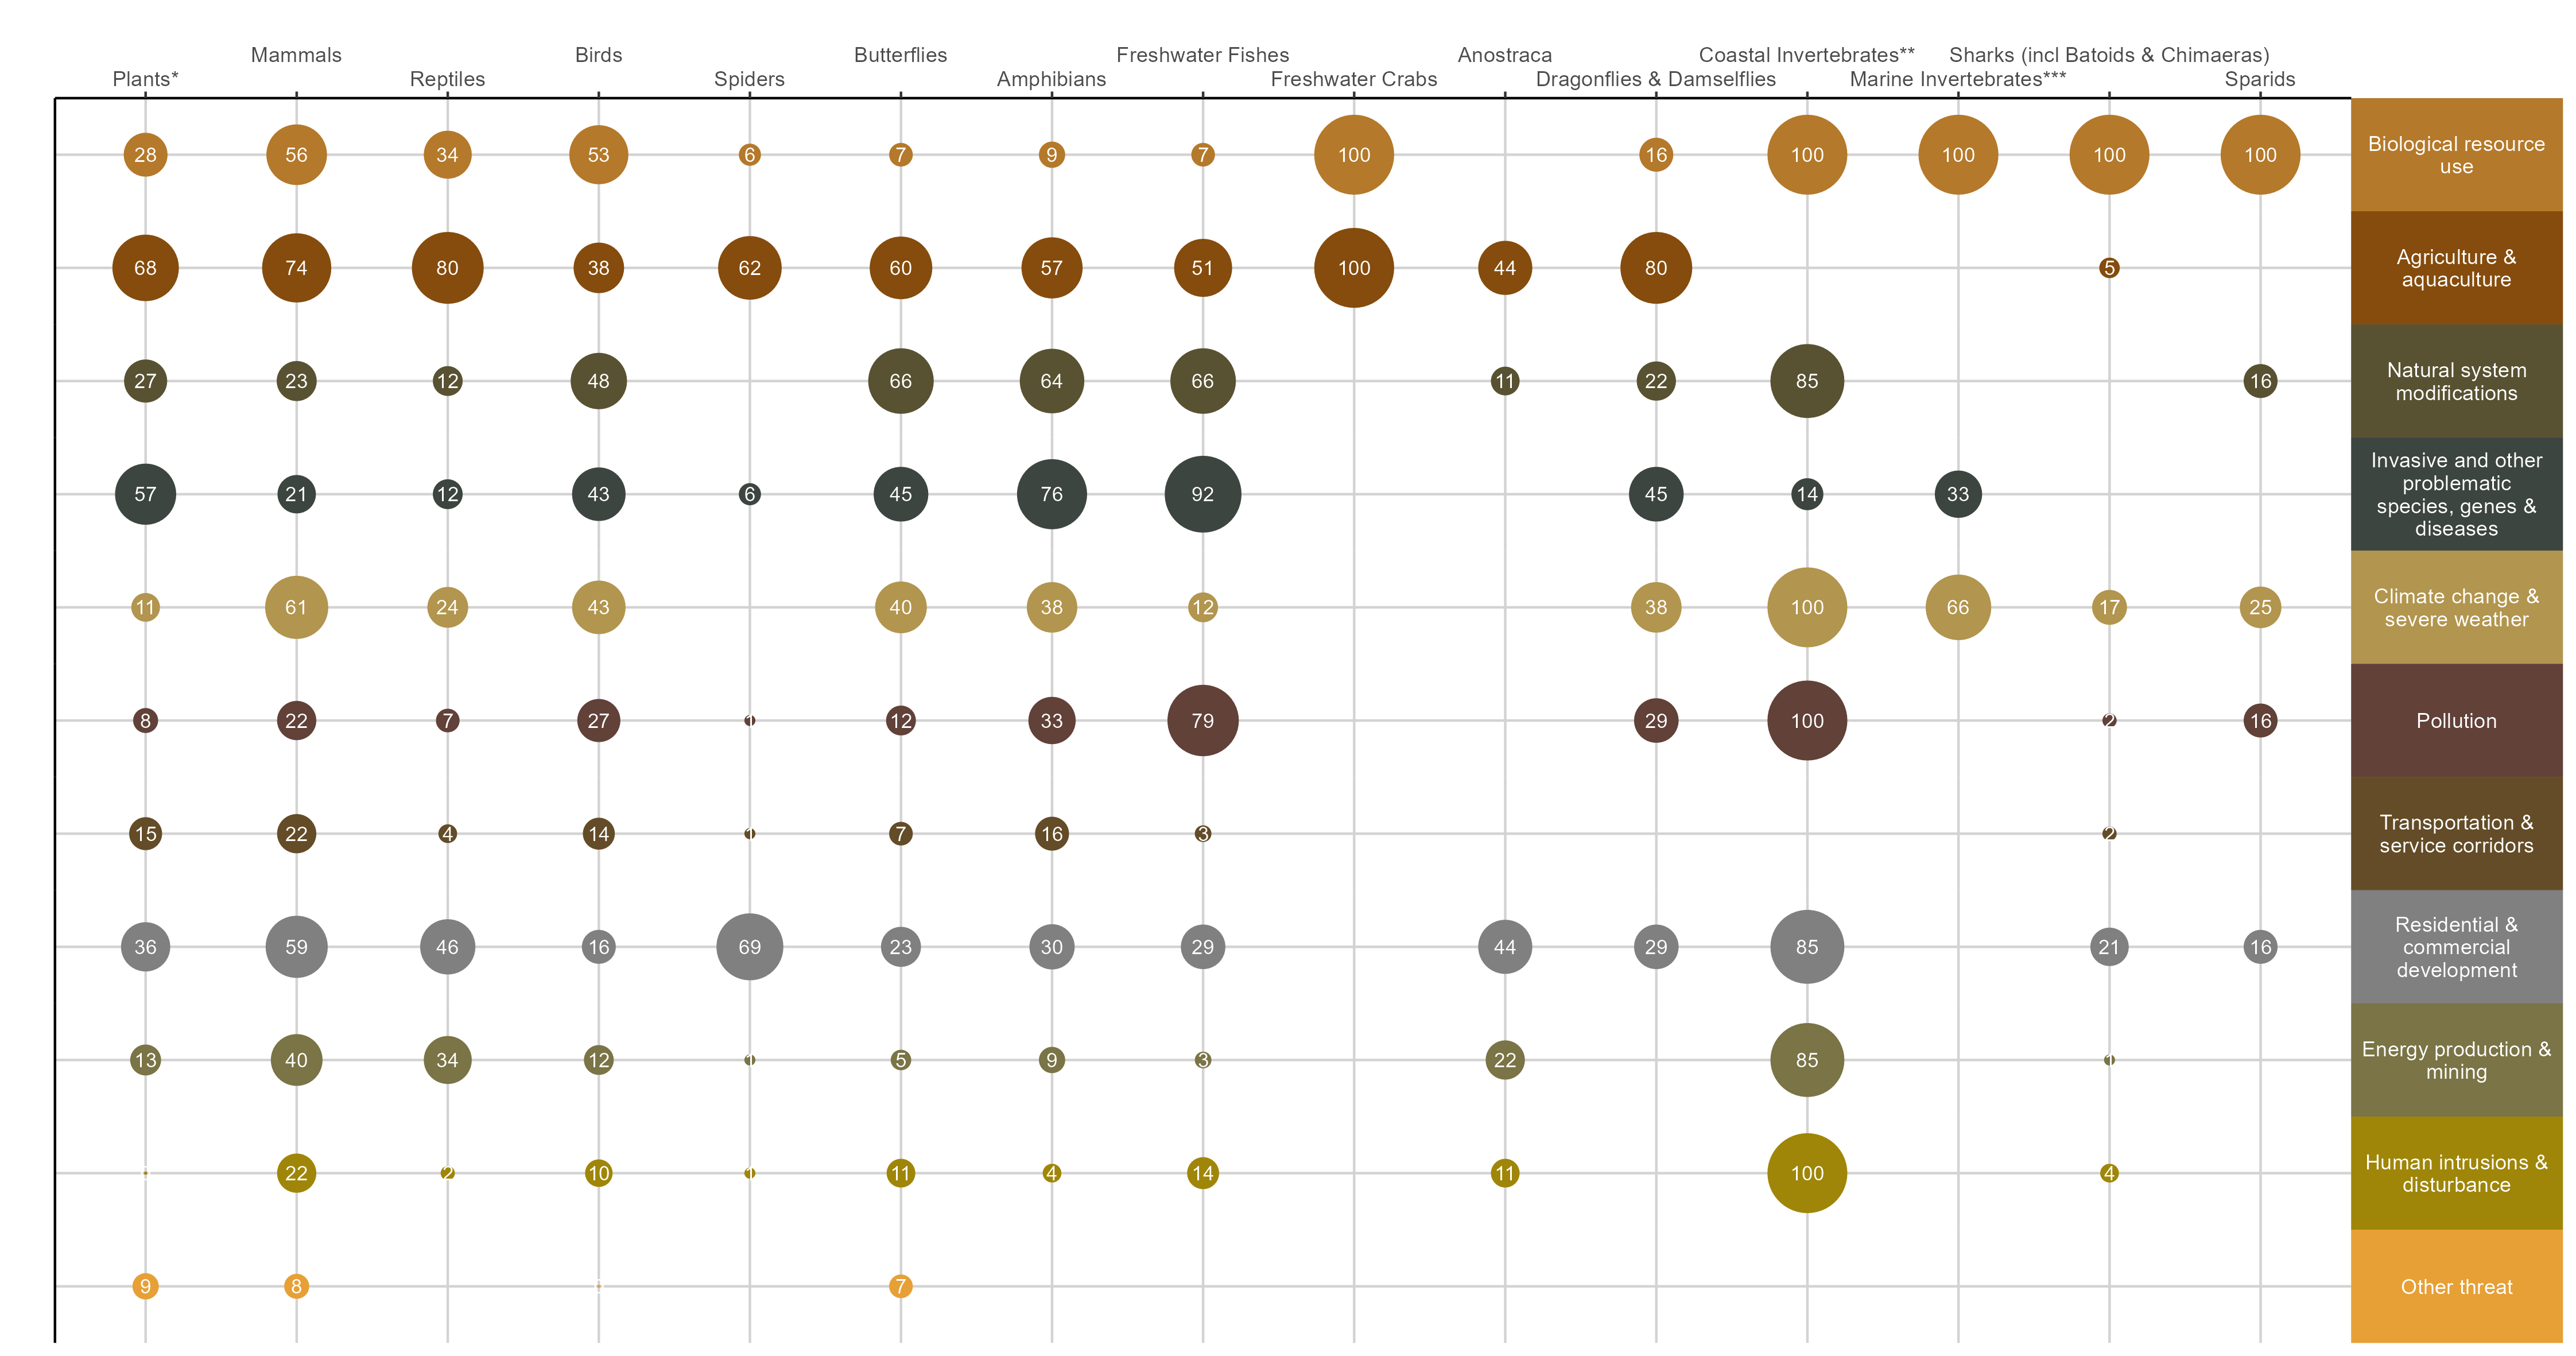 Mammals Birds Butterflies Freshwater Fishes Anostraca Coastal Invertebrates** Sharks (incl Batoids & Chimaeras)
Plants* Reptiles Spiders Amphibians Freshwater Crabs Dragonflies & Damselflies Marine Invertebrates*** Sparids
28 56 34 53 6 7 9 7 100 16 100 100 100 100
Biological resource
use
68 74 80 38 62 60 57 51 100 44 80 5
Agriculture &
aquaculture
27 23 12 48 66 64 66 11 22 85 16
Natural system
modifications
57 21 12 43 6 45 76 92 45 14 33
Invasive and other
problematic
species, genes &
diseases
11 61 24 43 40 38 12 38 100 66 17 25
Climate change &
severe weather
8 22 7 27 1 12 33 79 29 100 2 16
Pollution
15 22 4 14 1 7 16 3 2
Transportation &
service corridors
36 59 46 16 69 23 30 29 44 29 85 21 16
Residential &
commercial
development
13 40 34 12 1 5 9 3 22 85 1
Energy production &
mining
22 2 10 1 11 4 14 11 100 4
Human intrusions &
disturbance
9 8 7
Other threat